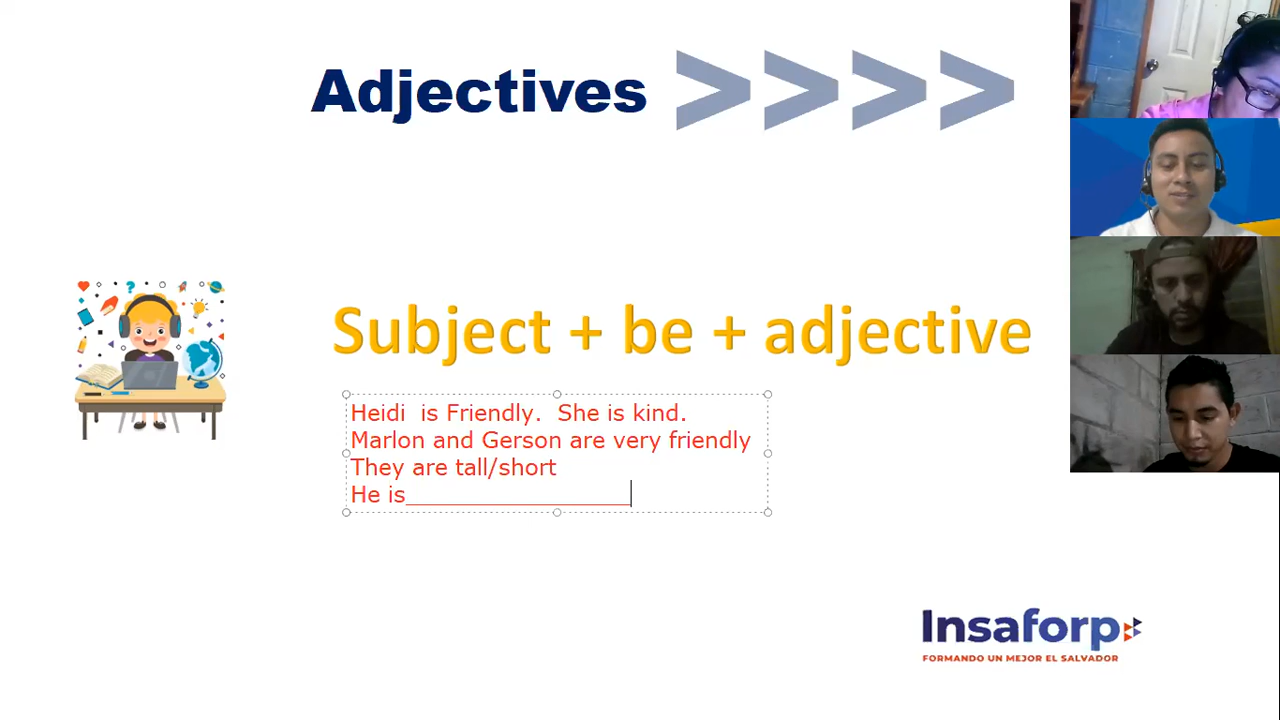 Adjectives
Subject + be + adjective
Heidi is Friendly. She is kind.
Marlon and Gerson are very friendly
They are tall/short
He is_________________
Insaforp
FORMANDO UN MEJOR EL SALVADOR